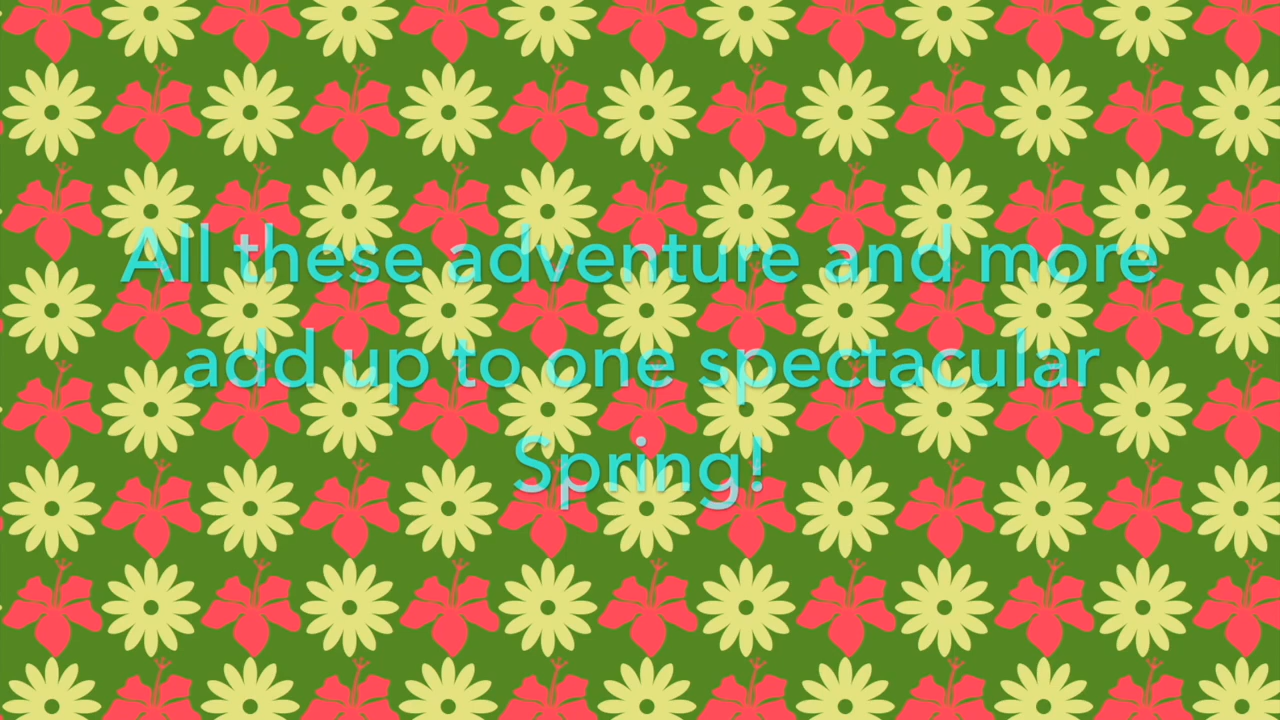 All these adventure and more
add up to one spectacular
Spring!